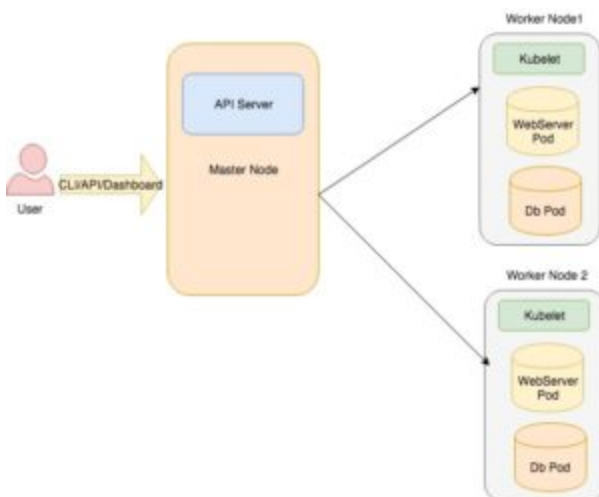 Worker Node1
Kubelet
WebServer
Pod
Db Pod
API Server
Master Node
CLI/API/Dashboard
User
Worker Node 2
Kubelet
WebServer
Pod
Db Pod